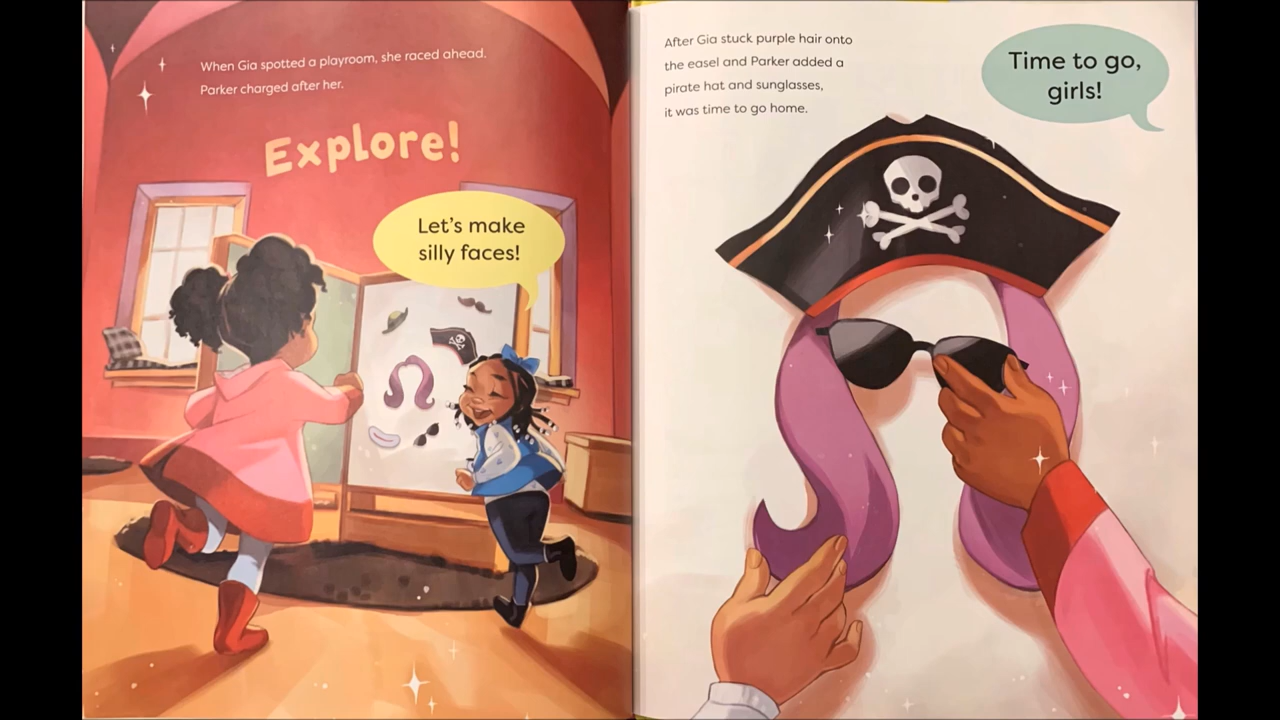 When Gia spotted a playroom, she raced ahead.
Parker charged after her.
Explore!
Let's make
silly faces!
After Gia stuck purple hair onto
the easel and Parker added a
pirate hat and sunglasses,
it was time to go home.
Time to go,
girls!